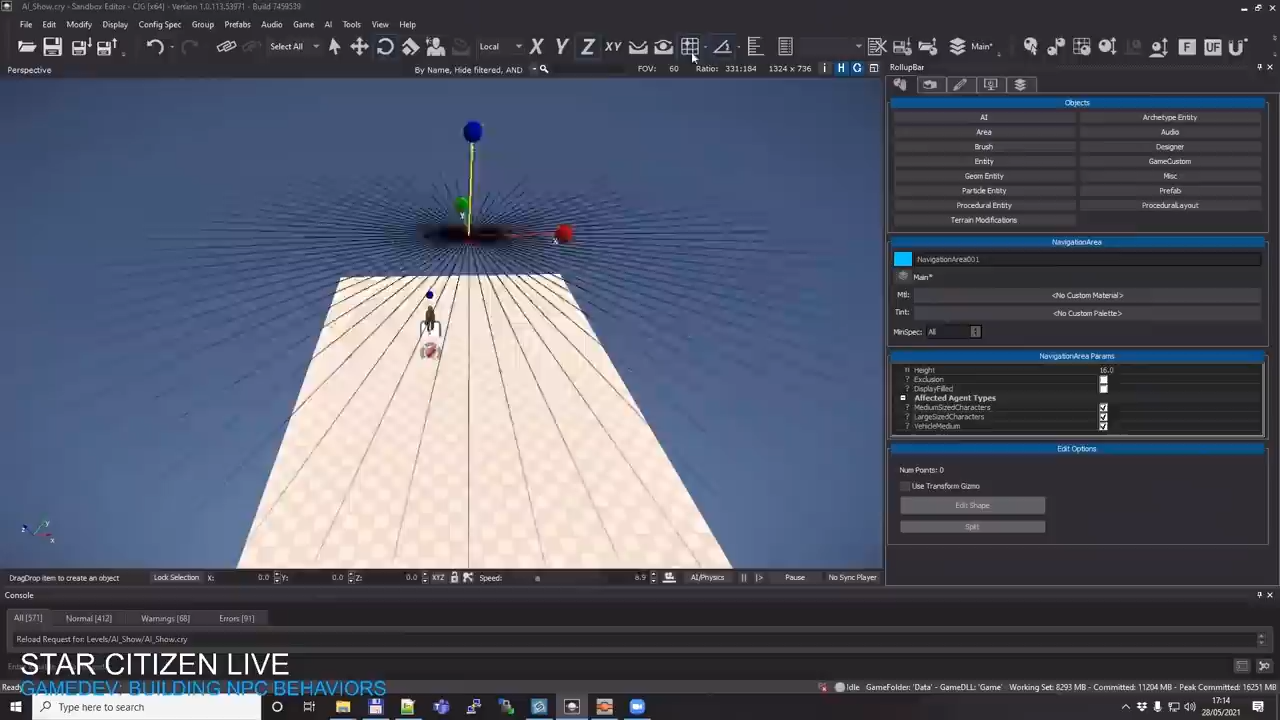 AI_Show.cry - Sandbox Editor - CIG [x64] - Version 1.0.113.53971 - Build 7459539
File Edit Modify Display Config Spec Group Prefabs Audio Game AI Tools View Help
Select All Local X Y Z XY Main* F UF
Perspective By Name, Hide filtered, AND FOV: 60 Ratio: 331:184 1324 x 736 i H G
RollupBar
Objects
AI Archetype Entity
Area Audio
Brush Designer
Entity GameCustom
Geom Entity Misc
Particle Entity Prefab
Procedural Entity ProceduralLayout
Terrain Modifications
NavigationArea
NavigationArea001
Main*
Mtl: <No Custom Material>
Tint: <No Custom Palette>
MinSpec: All
NavigationArea Params
Height 16.0
? Exclusion
? DisplayFilled
Affected Agent Types
? MediumSizedCharacters
? LargeSizedCharacters
? VehicleMedium
Edit Options
Num Points: 0
Use Transform Gizmo
Edit Shape
Split
Y
X
z y x
DragDrop item to create an object Lock Selection X: 0.0 Y: 0.0 Z: 0.0 XYZ Speed: 8.9 AI/Physics Pause No Sync Player
Console
All [571] Normal [412] Warnings [68] Errors [91]
Reload Request for: Levels/AI_Show/AI_Show.cry
STAR CITIZEN LIVE
GAMEDEV: BUILDING NPC BEHAVIORS
Idle GameFolder: 'Data' - GameDLL: 'Game' Working Set: 8293 MB - Commited: 11204 MB - Peak Commited: 16251 MB
Type here to search
17:14
28/05/2021